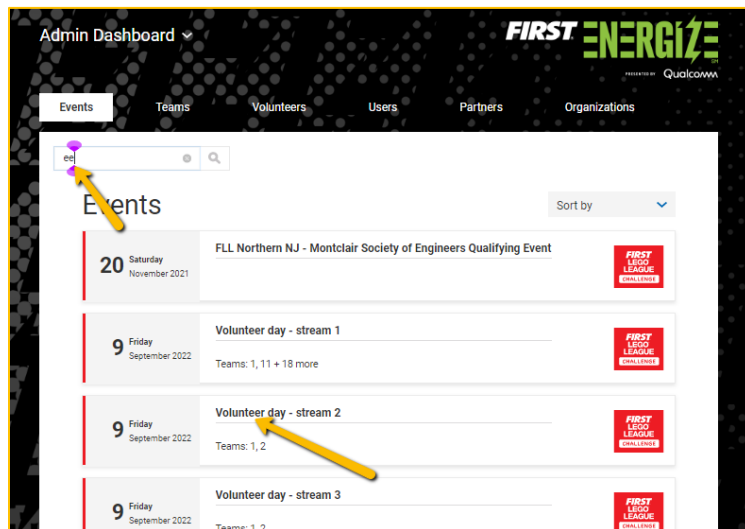 Admin Dashboard
FIRST ENERGIZE
PRESENTED BY Qualcomm
Events Teams Volunteers Users Partners Organizations
ee
Events
Sort by
20 Saturday
November 2021
FLL Northern NJ - Montclair Society of Engineers Qualifying Event
FIRST
LEGO
LEAGUE
CHALLENGE
9 Friday
September 2022
Volunteer day - stream 1
Teams: 1, 11 + 18 more
FIRST
LEGO
LEAGUE
CHALLENGE
9 Friday
September 2022
Volunteer day - stream 2
Teams: 1, 2
FIRST
LEGO
LEAGUE
CHALLENGE
9 Friday
September 2022
Volunteer day - stream 3
Teams: 1, 2
FIRST
LEGO
LEAGUE
CHALLENGE